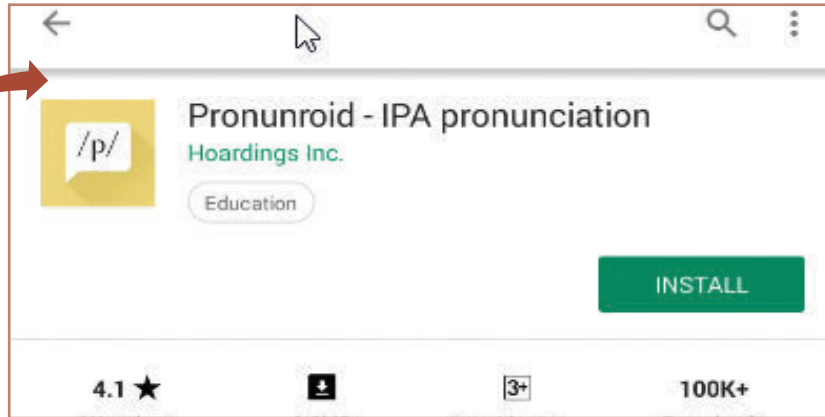 /p/
Pronunroid - IPA pronunciation
Hoardings Inc.
Education
INSTALL
4.1 ★ 3+ 100K+